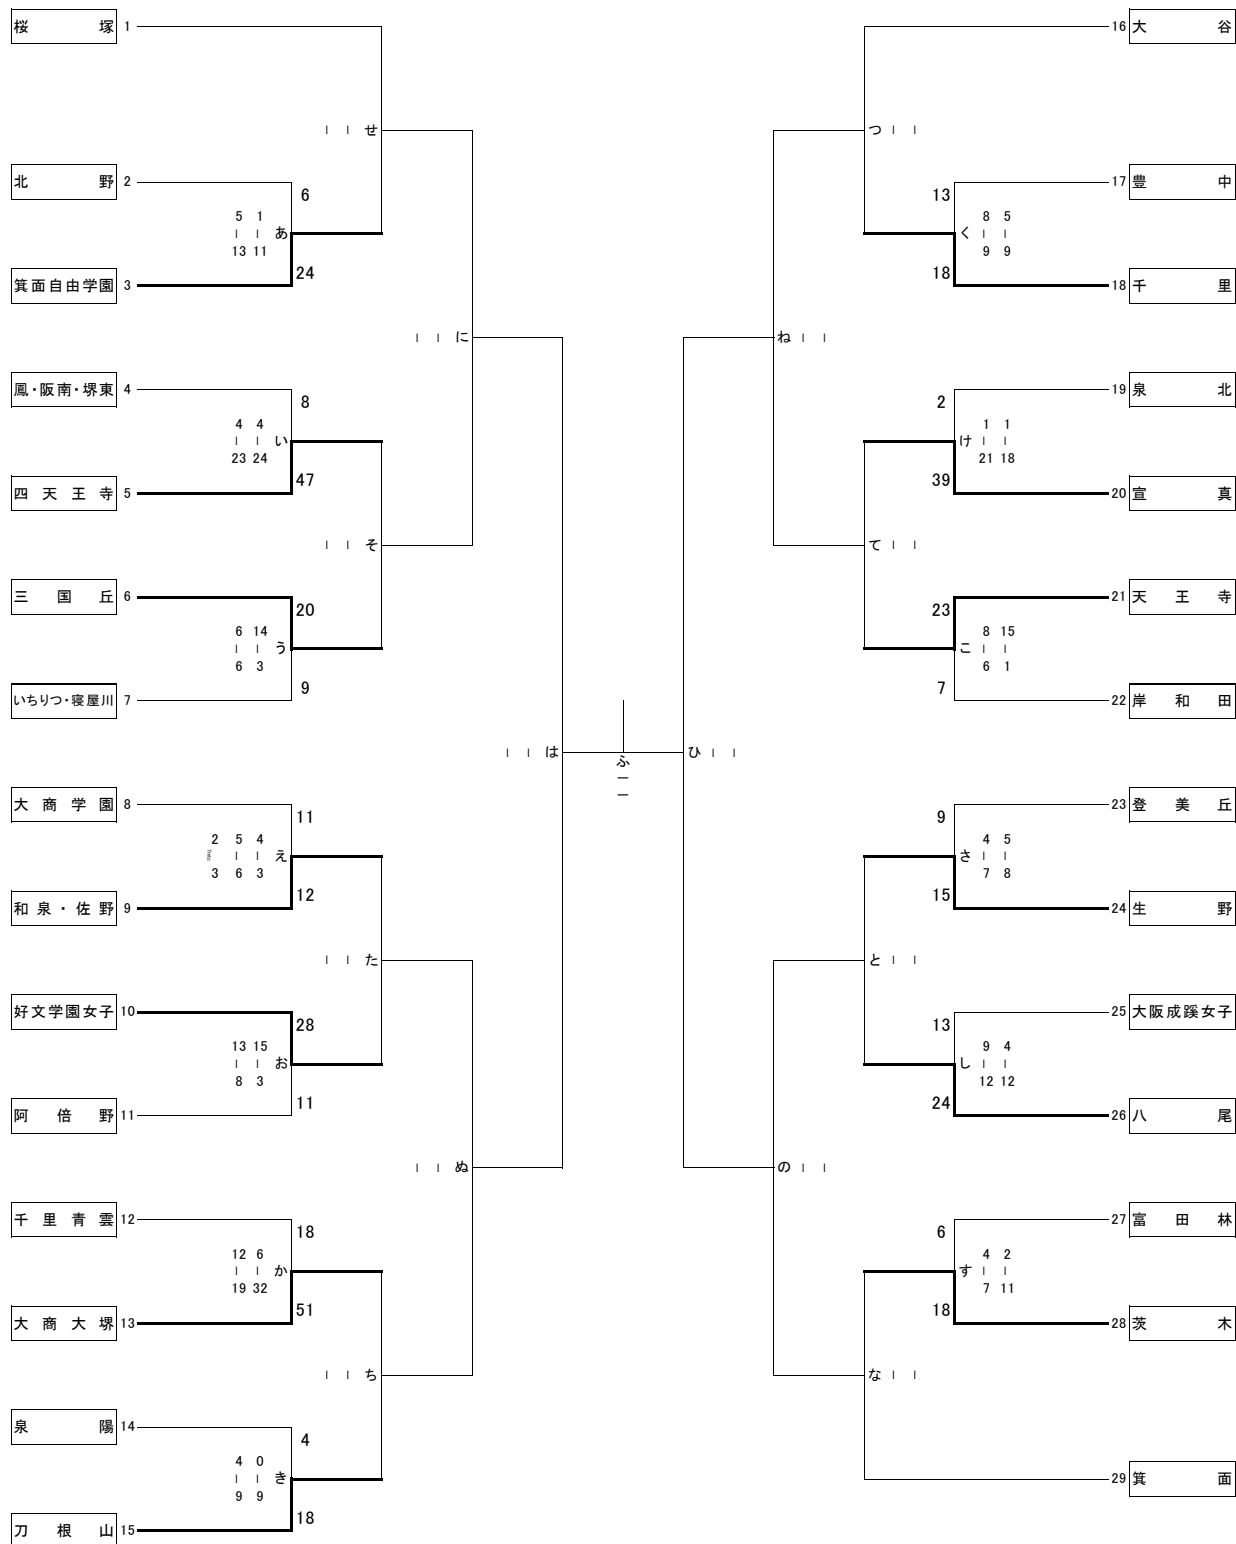 桜塚 1
せ
北野 2
6
5 1
あ
13 11
箕面自由学園 3
24
に
鳳・阪南・堺東 4
8
4 4
い
23 24
四天王寺 5
47
そ
三国丘 6
20
6 14
う
6 3
いちりつ・寝屋川 7
9
は
大商学園 8
11
2 5 4
え
3 6 3
和泉・佐野 9
12
た
好文学園女子 10
28
13 15
お
8 3
阿倍野 11
11
ぬ
千里青雲 12
18
12 6
か
19 32
大商大堺 13
51
ち
泉陽 14
4
4 0
き
9 9
刀根山 15
18
ふ
16 大谷
つ
17 豊中
13
8 5
く
9 9
18 千里
18
ね
19 泉北
2
1 1
け
21 18
20 宣真
39
て
21 天王寺
23
8 15
こ
6 1
22 岸和田
7
ひ
23 登美丘
9
4 5
さ
7 8
24 生野
15
と
25 大阪成蹊女子
13
9 4
し
12 12
26 八尾
24
の
27 富田林
6
4 2
す
7 11
28 茨木
18
な
29 箕面